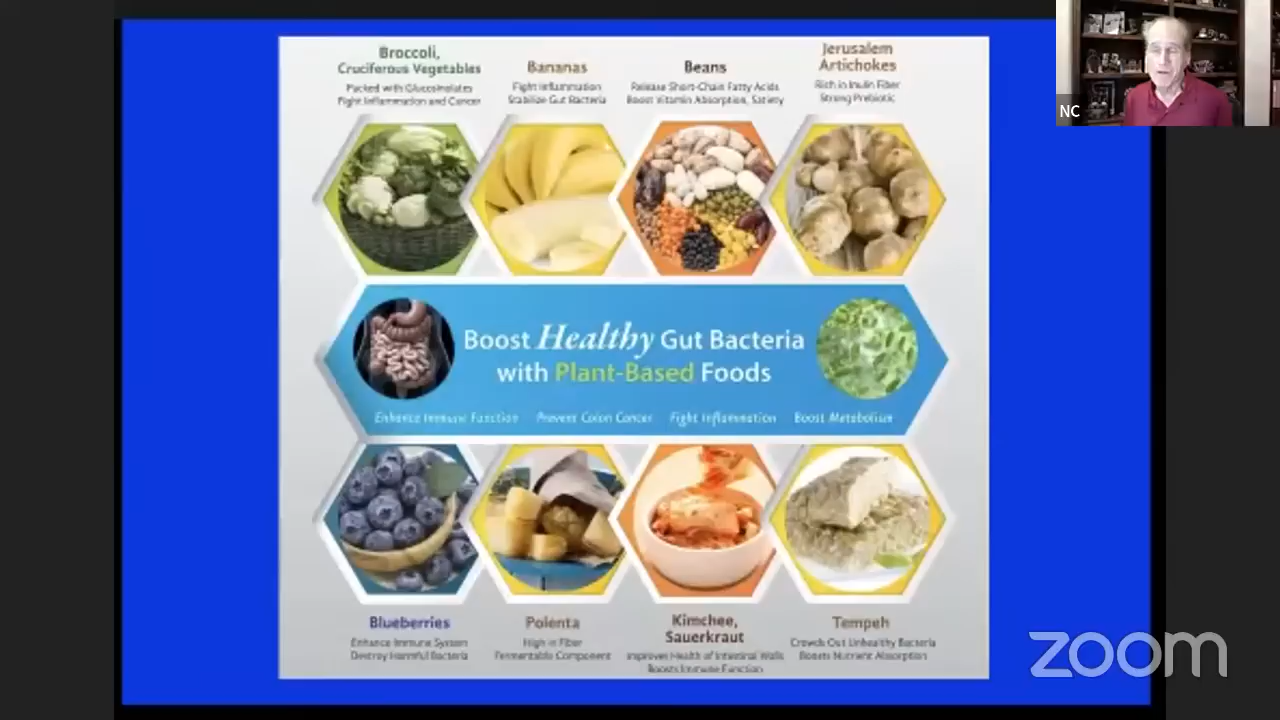 Broccoli,
Cruciferous Vegetables
Packed with Glucosinolates
Fight Inflammation and Cancer
Bananas
Fight Inflammation
Stabilize Gut Bacteria
Beans
Release Short-Chain Fatty Acids
Boost Vitamin Absorption, Satiety
Jerusalem
Artichokes
Rich in Inulin Fiber
Strong Prebiotic
NC
Boost Healthy Gut Bacteria
with Plant-Based Foods
Enhance Immune Function Prevent Colon Cancer Fight Inflammation Boost Metabolism
Blueberries
Enhance Immune System
Destroy Harmful Bacteria
Polenta
High in Fiber
Fermentable Component
Kimchee,
Sauerkraut
Improves Health of Intestinal Walls
Boosts Immune Function
Tempeh
Crowds Out Unhealthy Bacteria
Boosts Nutrient Absorption
zoom